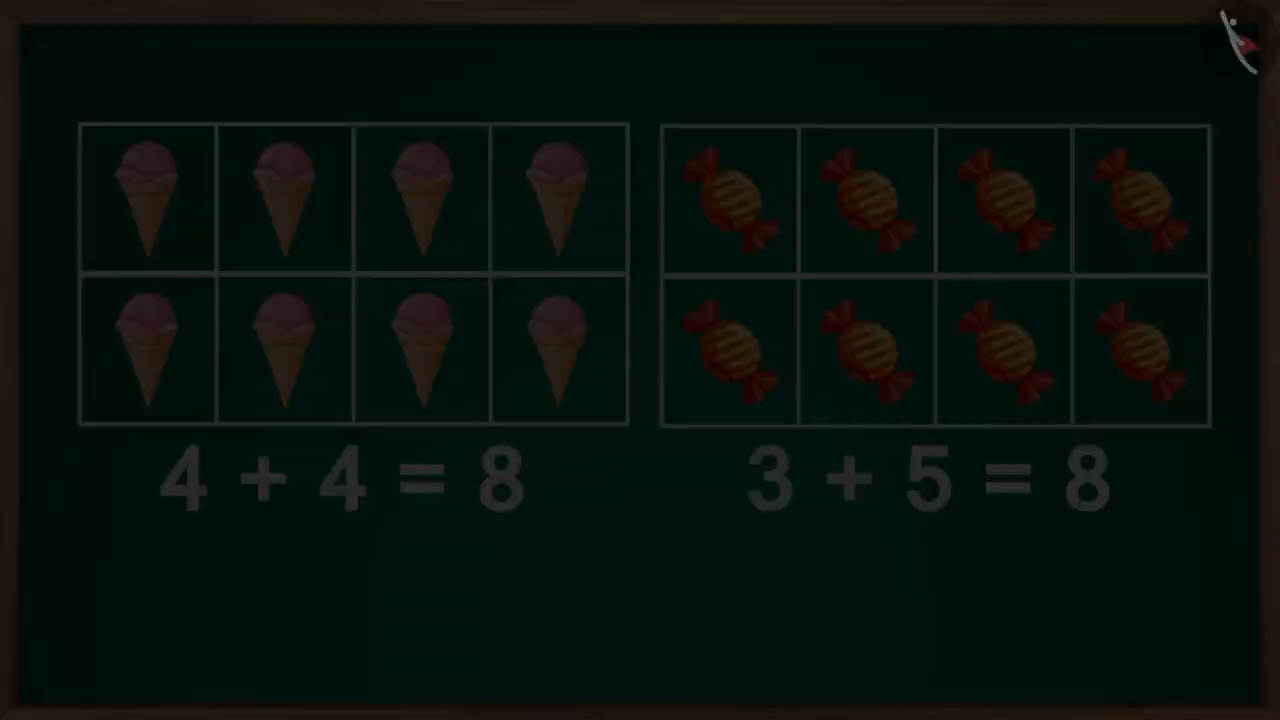 4 + 4 = 8
3 + 5 = 8